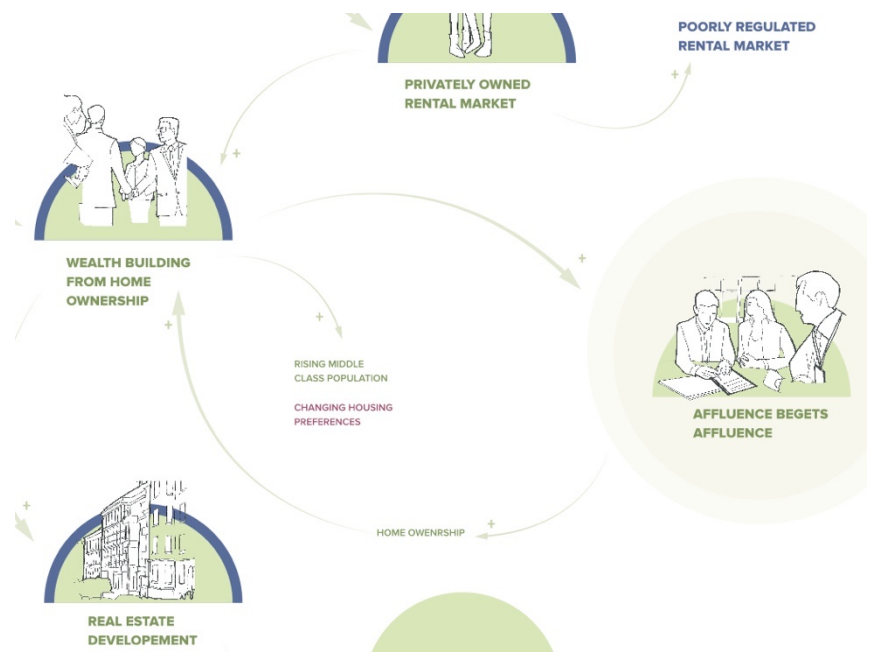 POORLY REGULATED
RENTAL MARKET
PRIVATELY OWNED
RENTAL MARKET
+
+
+
WEALTH BUILDING
FROM HOME
OWNERSHIP
+
+
RISING MIDDLE
CLASS POPULATION
CHANGING HOUSING
PREFERENCES
AFFLUENCE BEGETS
AFFLUENCE
+
HOME OWENRSHIP
+
REAL ESTATE
DEVELOPEMENT